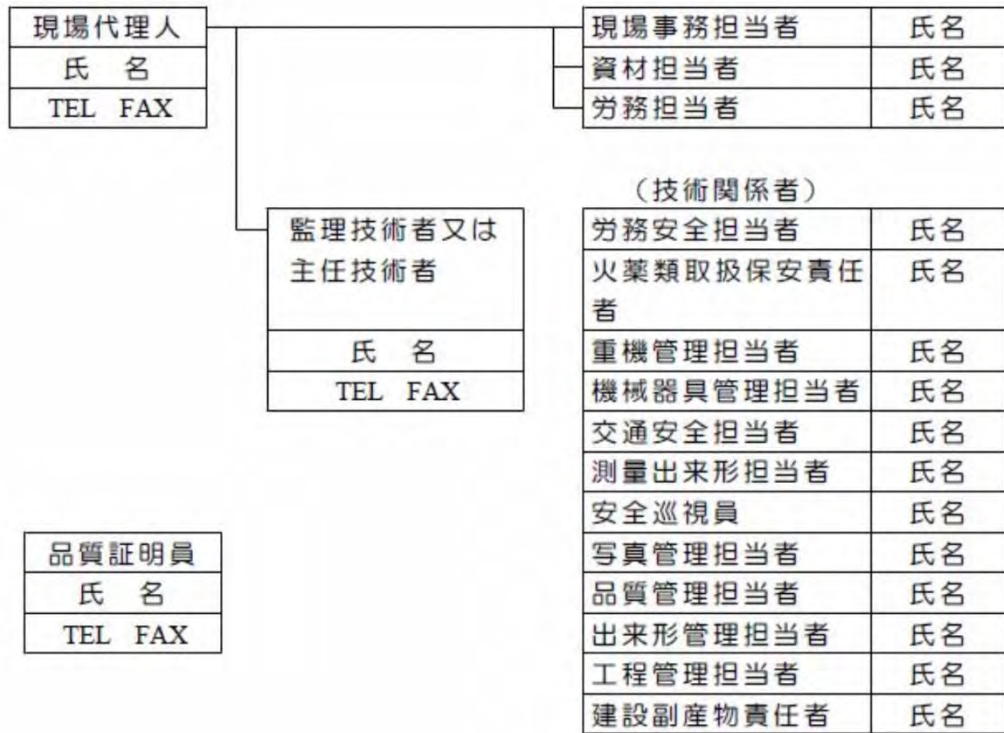 現場代理人
氏　名
TEL　FAX
現場事務担当者　氏名
資材担当者　氏名
労務担当者　氏名
（技術関係者）
監理技術者又は
主任技術者
氏　名
TEL　FAX
労務安全担当者　氏名
火薬類取扱保安責任　氏名
者
重機管理担当者　氏名
機械器具管理担当者　氏名
交通安全担当者　氏名
測量出来形担当者　氏名
安全巡視員　氏名
写真管理担当者　氏名
品質管理担当者　氏名
出来形管理担当者　氏名
工程管理担当者　氏名
建設副産物責任者　氏名
品質証明員
氏　名
TEL　FAX